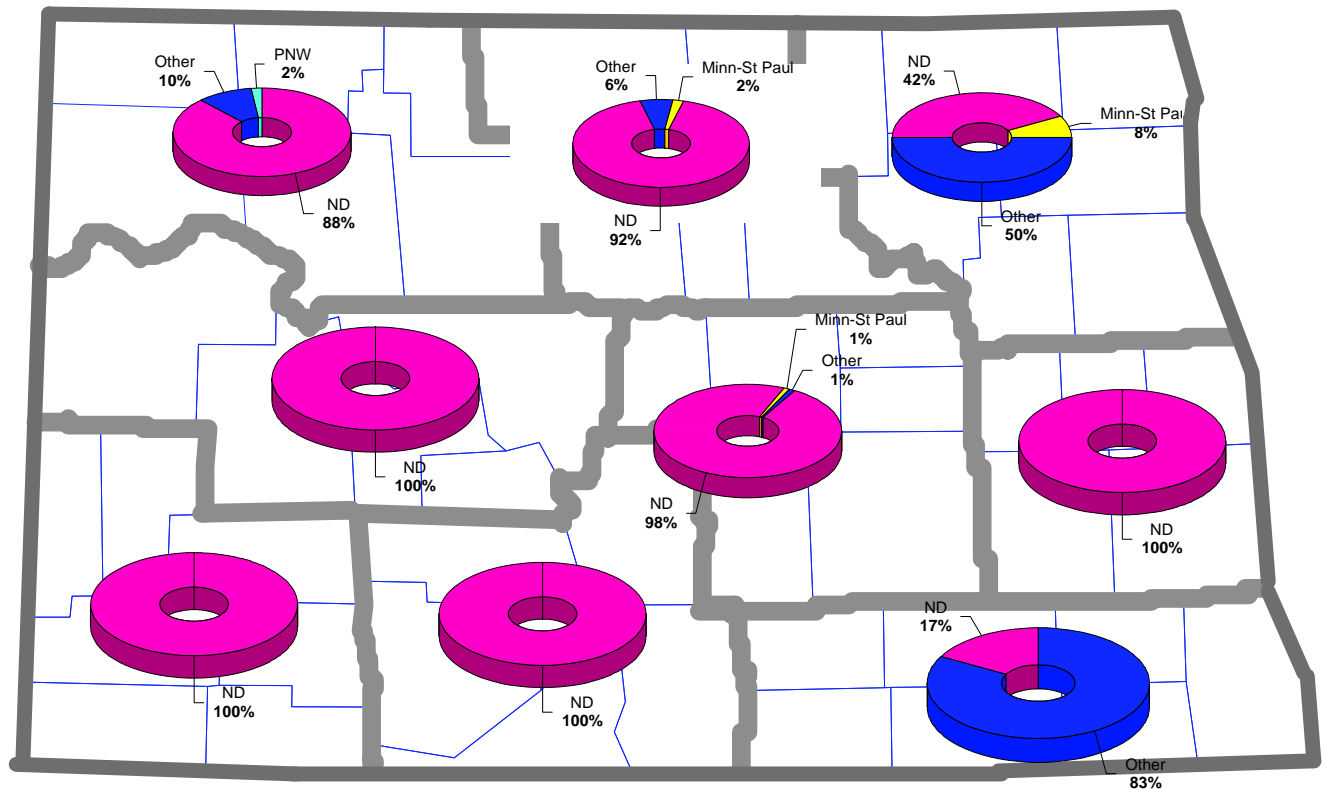 Other
10%
PNW
2%
ND
88%
Other
6%
Minn-St Paul
2%
ND
92%
ND
42%
Minn-St Pau
8%
Other
50%
ND
100%
Minn-St Paul
1%
Other
1%
ND
98%
ND
100%
ND
100%
ND
100%
ND
17%
Other
83%